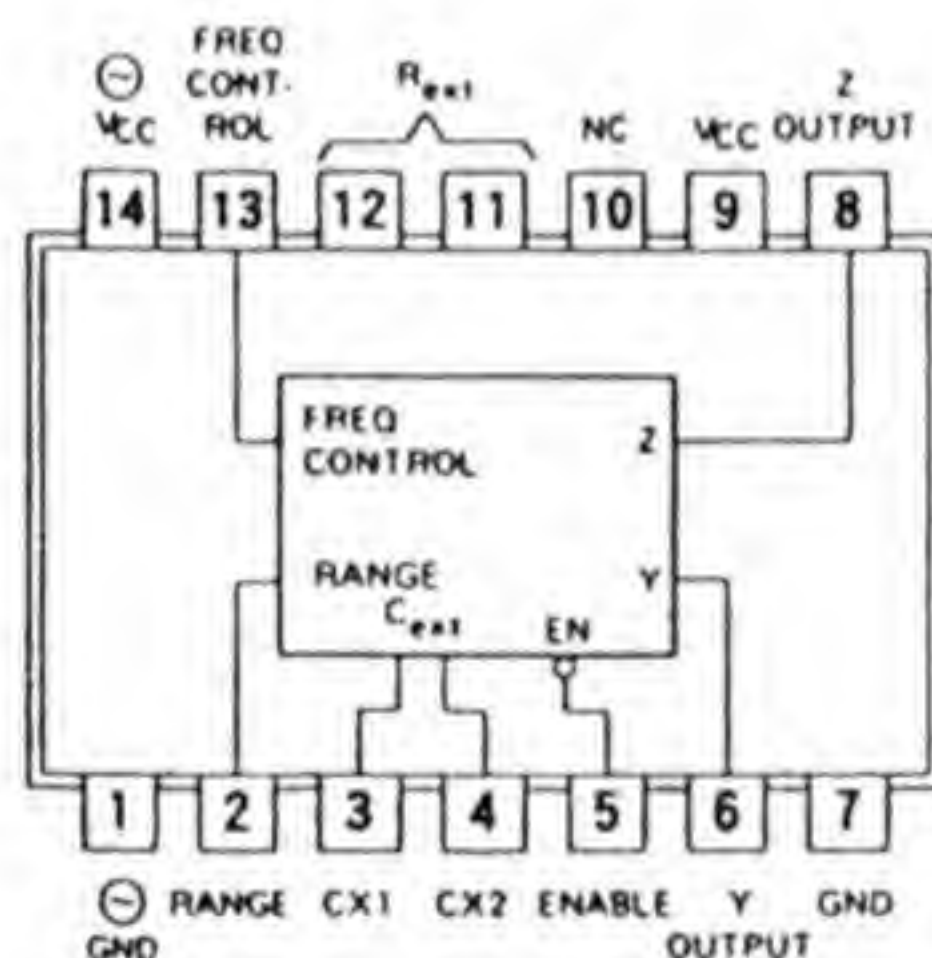 FREQ
CONT-
ROL
Rext
NC
VCC
Z
OUTPUT
VCC
14 13 12 11 10 9 8
FREQ
CONTROL
Z
RANGE
Y
Cext
EN
1 2 3 4 5 6 7
RANGE CX1 CX2 ENABLE Y
OUTPUT
GND
GND